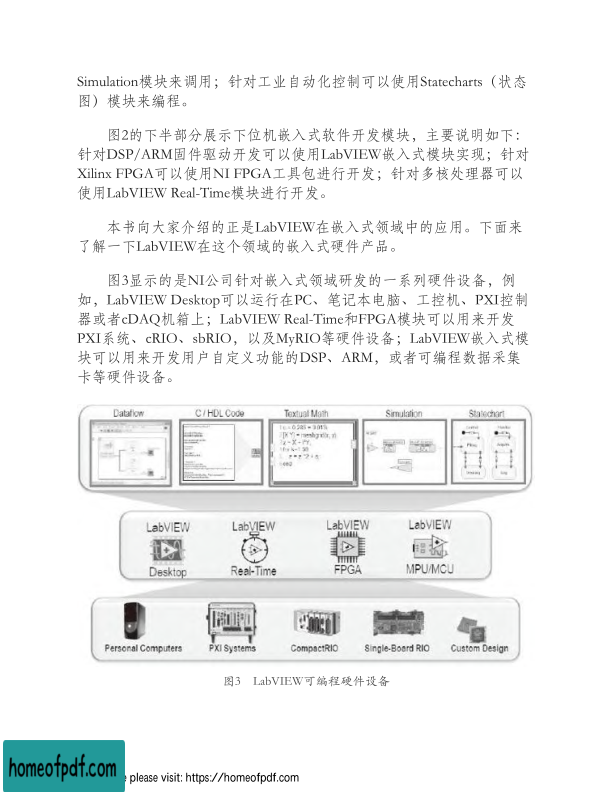 Simulation模块来调用；针对工业自动化控制可以使用Statecharts（状态
图）模块来编程。
图2的下半部分展示下位机嵌入式软件开发模块，主要说明如下：
针对DSP/ARM固件驱动开发可以使用LabVIEW嵌入式模块实现；针对
Xilinx FPGA可以使用NI FPGA工具包进行开发；针对多核处理器可以
使用LabVIEW Real-Time模块进行开发。
本书向大家介绍的正是LabVIEW在嵌入式领域中的应用。下面来
了解一下LabVIEW在这个领域的嵌入式硬件产品。
图3显示的是NI公司针对嵌入式领域研发的一系列硬件设备，例
如，LabVIEW Desktop可以运行在PC、笔记本电脑、工控机、PXI控制
器或者cDAQ机箱上；LabVIEW Real-Time和FPGA模块可以用来开发
PXI系统、cRIO、sbRIO，以及MyRIO等硬件设备；LabVIEW嵌入式模
块可以用来开发用户自定义功能的DSP、ARM，或者可编程数据采集
卡等硬件设备。
Dataflow C / HDL Code Textual Math Simulation Statechart
LabVIEW LabVIEW LabVIEW LabVIEW
Desktop Real-Time FPGA MPU/MCU
Personal Computers PXI Systems CompactRIO Single-Board RIO Custom Design
图3 LabVIEW可编程硬件设备
homeofpdf.com
please visit: https://homeofpdf.com